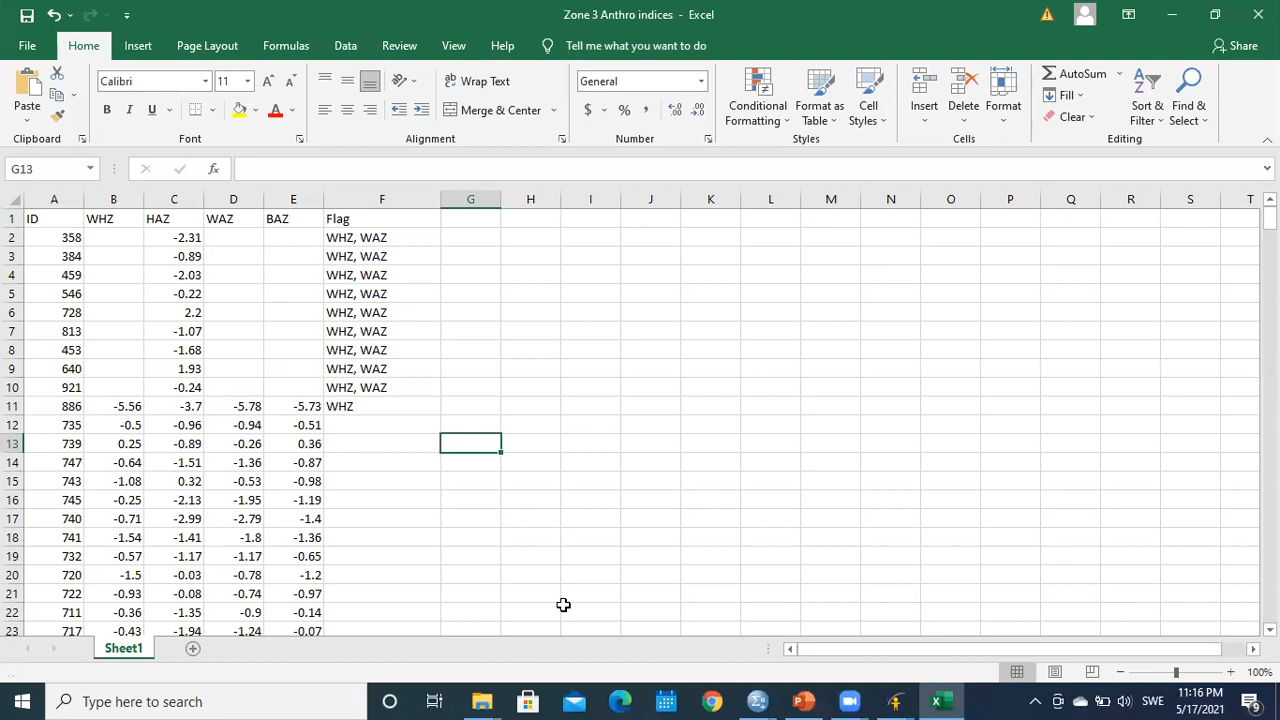 Zone 3 Anthro indices - Excel
File Home Insert Page Layout Formulas Data Review View Help Tell me what you want to do Share
Calibri 11 Wrap Text General AutoSum
Paste Merge & Center Conditional Formatting Format as Table Cell Styles Insert Delete Format Fill Clear Sort & Filter Find & Select
Clipboard Font Alignment Number Styles Cells Editing
G13 fx
A B C D E F G H I J K L M N O P Q R S T
1 ID WHZ HAZ WAZ BAZ Flag
2 358 -2.31 WHZ, WAZ
3 384 -0.89 WHZ, WAZ
4 459 -2.03 WHZ, WAZ
5 546 -0.22 WHZ, WAZ
6 728 2.2 WHZ, WAZ
7 813 -1.07 WHZ, WAZ
8 453 -1.68 WHZ, WAZ
9 640 1.93 WHZ, WAZ
10 921 -0.24 WHZ, WAZ
11 886 -5.56 -3.7 -5.78 -5.73 WHZ
12 735 -0.5 -0.96 -0.94 -0.51
13 739 0.25 -0.89 -0.26 0.36
14 747 -0.64 -1.51 -1.36 -0.87
15 743 -1.08 0.32 -0.53 -0.98
16 745 -0.25 -2.13 -1.95 -1.19
17 740 -0.71 -2.99 -2.79 -1.4
18 741 -1.54 -1.41 -1.8 -1.36
19 732 -0.57 -1.17 -1.17 -0.65
20 720 -1.5 -0.03 -0.78 -1.2
21 722 -0.93 -0.08 -0.74 -0.97
22 711 -0.36 -1.35 -0.9 -0.14
23 717 -0.43 -1.94 -1.24 -0.07
Sheet1
100%
Type here to search
SWE
11:16 PM
5/17/2021
9